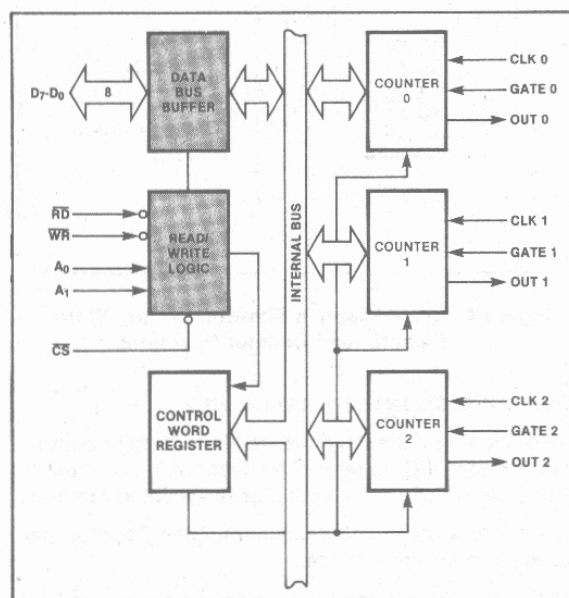 D7-D0
8
DATA
BUS
BUFFER
COUNTER
0
CLK 0
GATE 0
OUT 0
RD
WR
A0
A1
CS
READ/
WRITE
LOGIC
INTERNAL BUS
COUNTER
1
CLK 1
GATE 1
OUT 1
CONTROL
WORD
REGISTER
COUNTER
2
CLK 2
GATE 2
OUT 2